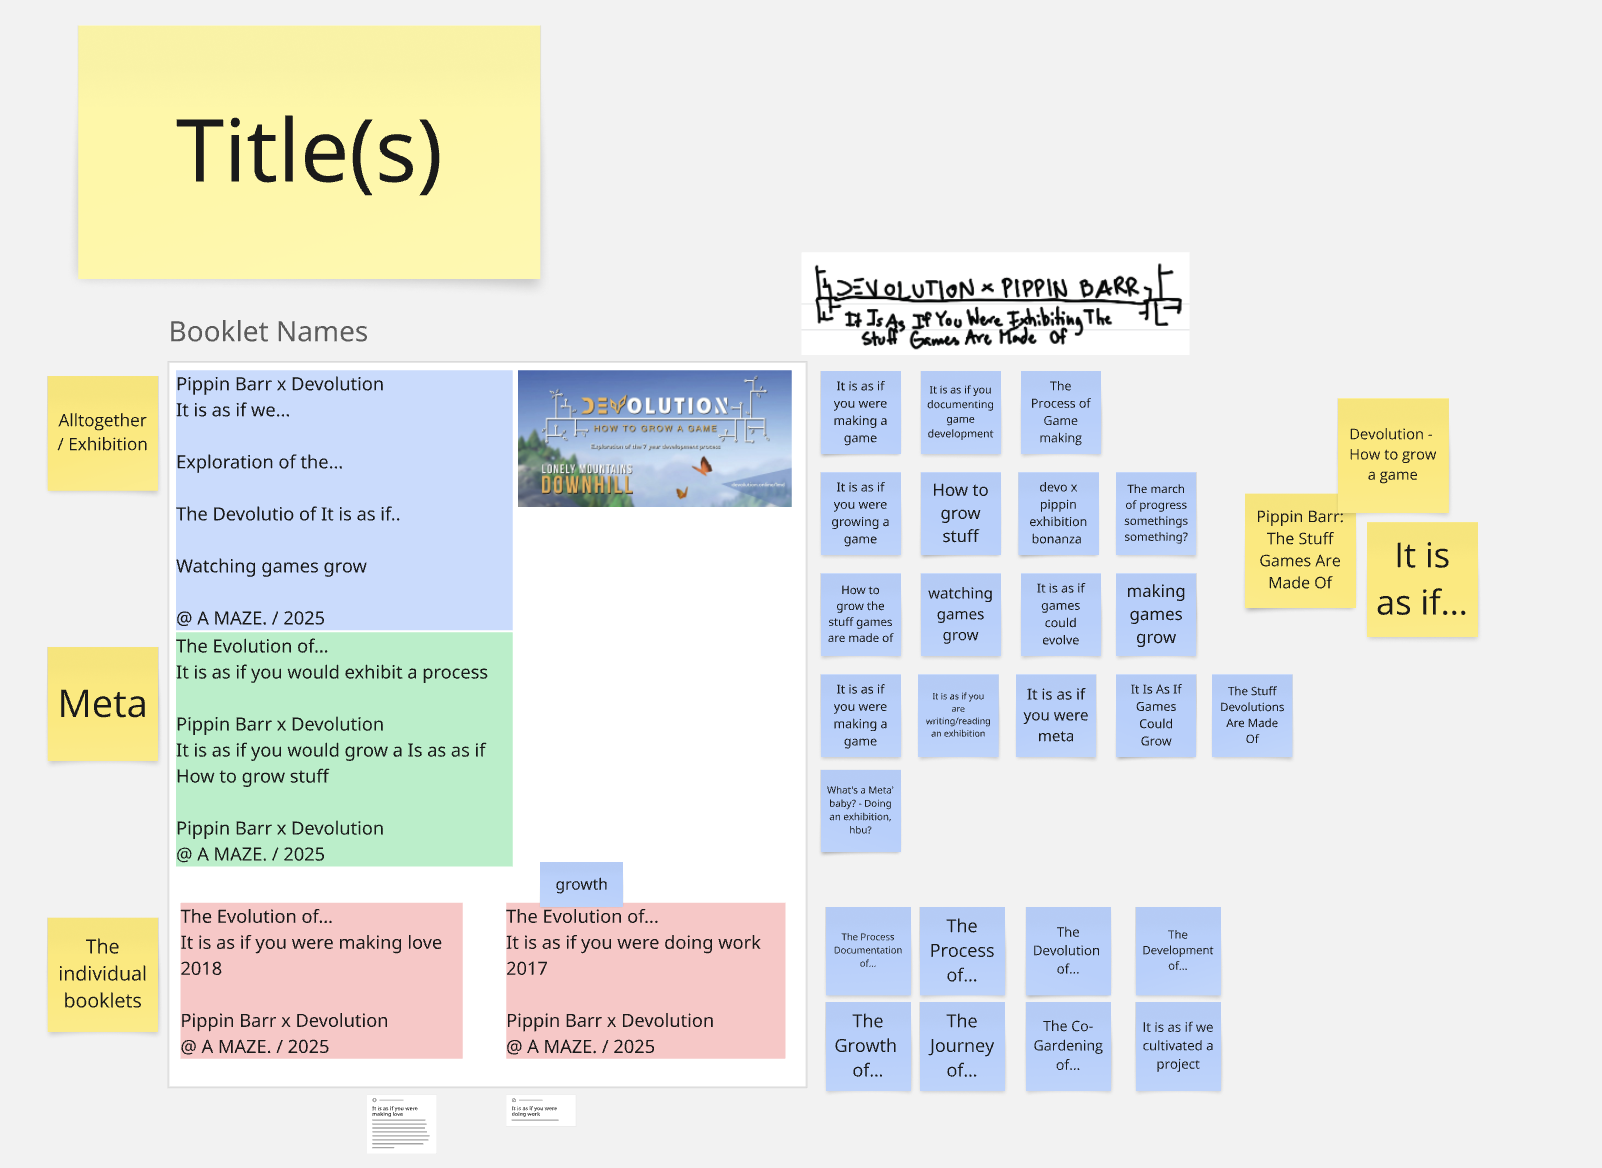 Title(s)
DEVOLUTION × PIPPIN BARR
It Is As If You Were Exhibiting The
Stuff Games Are Made Of
Booklet Names
Alltogether
/ Exhibition
Pippin Barr x Devolution
It is as if we...
Exploration of the...
The Devolutio of It is as if..
Watching games grow
@ A MAZE. / 2025
DEVOLUTION
HOW TO GROW A GAME
Exploration of the 7 year development process
LONELY MOUNTAINS
DOWNHILL
It is as if
you were
making a
game
It is as if you
documenting
game
development
The
Process of
Game
making
It is as if
you were
growing a
game
How to
grow
stuff
devo x
pippin
exhibition
bonanza
The march
of progress
somethings
something?
How to
grow the
stuff games
are made of
watching
games
grow
It is as if
games
could
evolve
making
games
grow
Devolution -
How to grow
a game
Pippin Barr:
The Stuff
Games Are
Made Of
It is
as if...
Meta
The Evolution of...
It is as if you would exhibit a process
Pippin Barr x Devolution
It is as if you would grow a Is as as if
How to grow stuff
Pippin Barr x Devolution
@ A MAZE. / 2025
It is as if
you were
making a
game
It is as if you
are
writing/reading
an exhibition
It is as if
you were
meta
It Is As If
Games
Could
Grow
The Stuff
Devolutions
Are Made
Of
What's a Meta'
baby? - Doing
an exhibition,
hbu?
The
individual
booklets
growth
The Evolution of...
It is as if you were making love
2018
Pippin Barr x Devolution
@ A MAZE. / 2025
The Evolution of...
It is as if you were doing work
2017
Pippin Barr x Devolution
@ A MAZE. / 2025
The Process
Documentation
of...
The
Process
of...
The
Devolution
of...
The
Development
of...
The
Growth
of...
The
Journey
of...
The Co-
Gardening
of...
It is as if we
cultivated a
project
It is as if you were
making love
It is as if you were
doing work